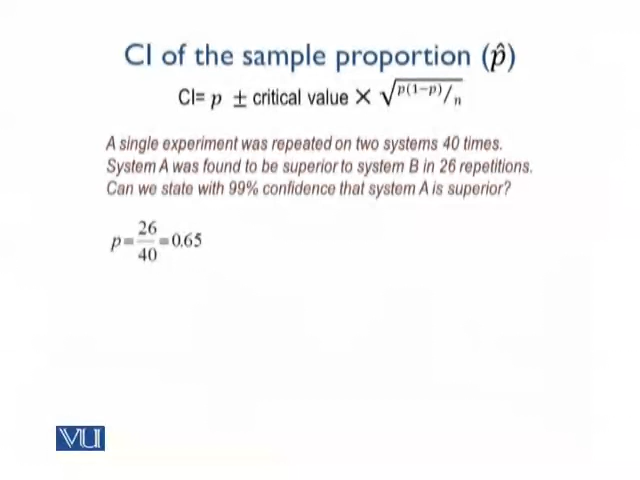 CI of the sample proportion (p̂)
CI= p ± critical value × √p(1−p)/n
A single experiment was repeated on two systems 40 times.
System A was found to be superior to system B in 26 repetitions.
Can we state with 99% confidence that system A is superior?
p = 26/40 = 0.65
VU